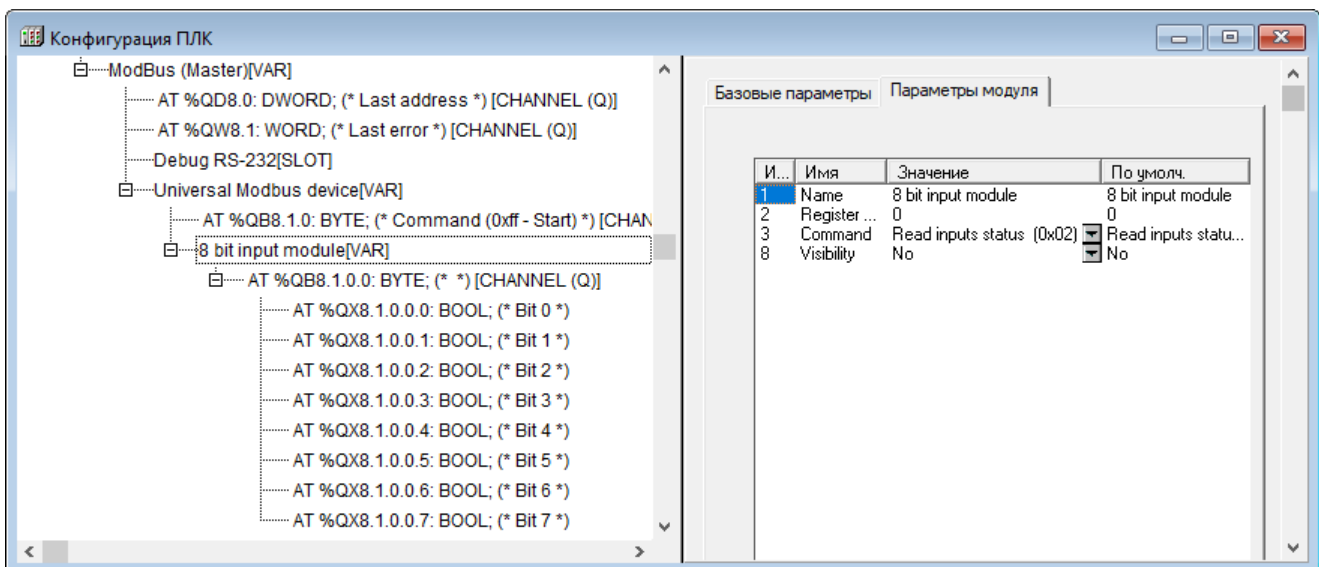 Конфигурация ПЛК
ModBus (Master)[VAR]
AT %QD8.0: DWORD; (* Last address *) [CHANNEL (Q)]
AT %QW8.1: WORD; (* Last error *) [CHANNEL (Q)]
Debug RS-232[SLOT]
Universal Modbus device[VAR]
AT %QB8.1.0: BYTE; (* Command (0xff - Start) *) [CHAN
8 bit input module[VAR]
AT %QB8.1.0.0: BYTE; (* *) [CHANNEL (Q)]
AT %QX8.1.0.0.0: BOOL; (* Bit 0 *)
AT %QX8.1.0.0.1: BOOL; (* Bit 1 *)
AT %QX8.1.0.0.2: BOOL; (* Bit 2 *)
AT %QX8.1.0.0.3: BOOL; (* Bit 3 *)
AT %QX8.1.0.0.4: BOOL; (* Bit 4 *)
AT %QX8.1.0.0.5: BOOL; (* Bit 5 *)
AT %QX8.1.0.0.6: BOOL; (* Bit 6 *)
AT %QX8.1.0.0.7: BOOL; (* Bit 7 *)
Базовые параметры Параметры модуля
И... Имя Значение По умолч.
1 Name 8 bit input module 8 bit input module
2 Register ... 0 0
3 Command Read inputs status (0x02) Read inputs statu...
8 Visibility No No